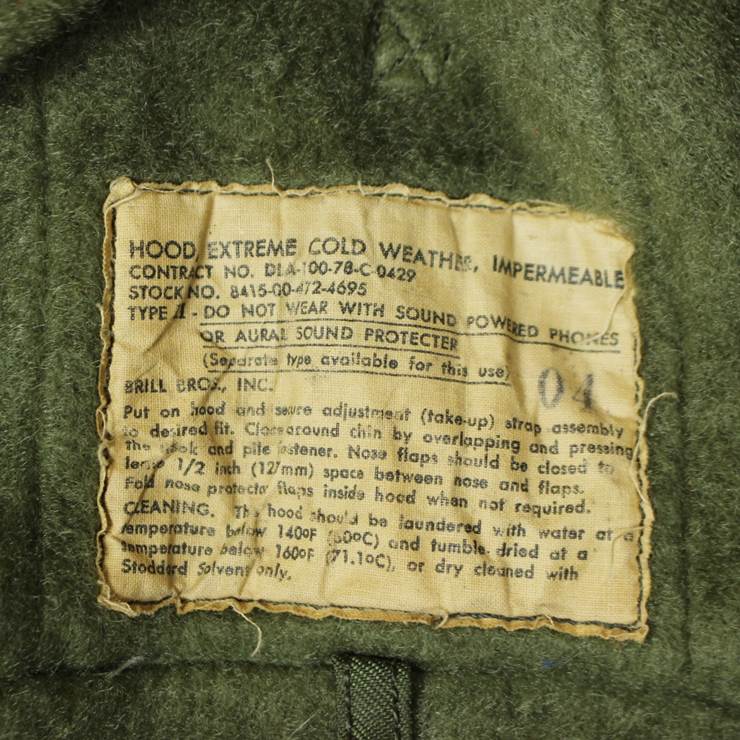 HOOD, EXTREME COLD WEATHER, IMPERMEABLE
CONTRACT NO. DLA-100-78-C-0429
STOCK NO. 8415-00-472-4695
TYPE I - DO NOT WEAR WITH SOUND POWERED PHONES
OR AURAL SOUND PROTECTER
(Separate type available for this use)
BRILL BROS., INC. 04
Put on hood and secure adjustment (take-up) strap assembly
to desired fit. Close around chin by overlapping and pressing
the hook and pile fastener. Nose flaps should be closed to
leave 1/2 inch (12/mm) space between nose and flaps.
Fold nose protector flaps inside hood when not required.
CLEANING. The hood should be laundered with water at a
temperature below 140ºF (60ºC) and tumble dried at a
temperature below 160ºF (71.1ºC), or dry cleaned with
Stoddard Solvent only.